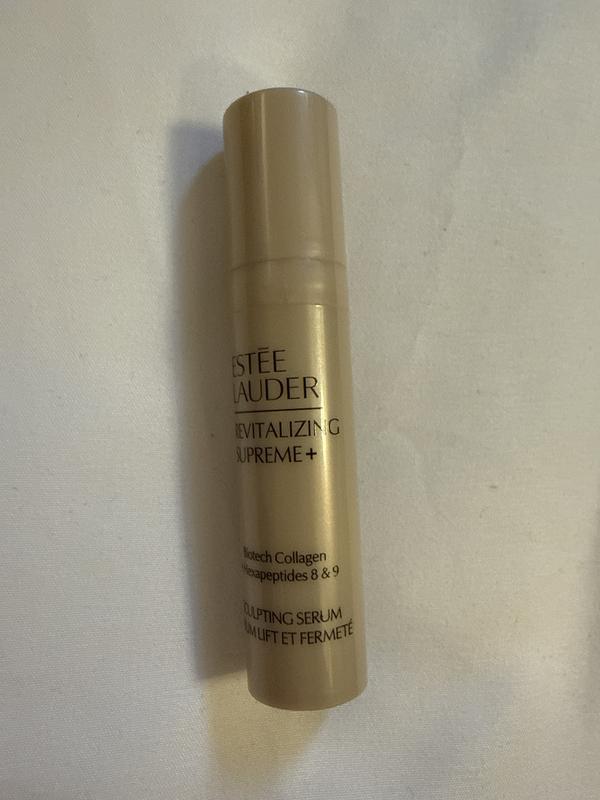 ESTĒE
LAUDER
REVITALIZING
SUPREME+
Biotech Collagen
Hexapeptides 8 & 9
CULPTING SERUM
UM LIFT ET FERMETÉ